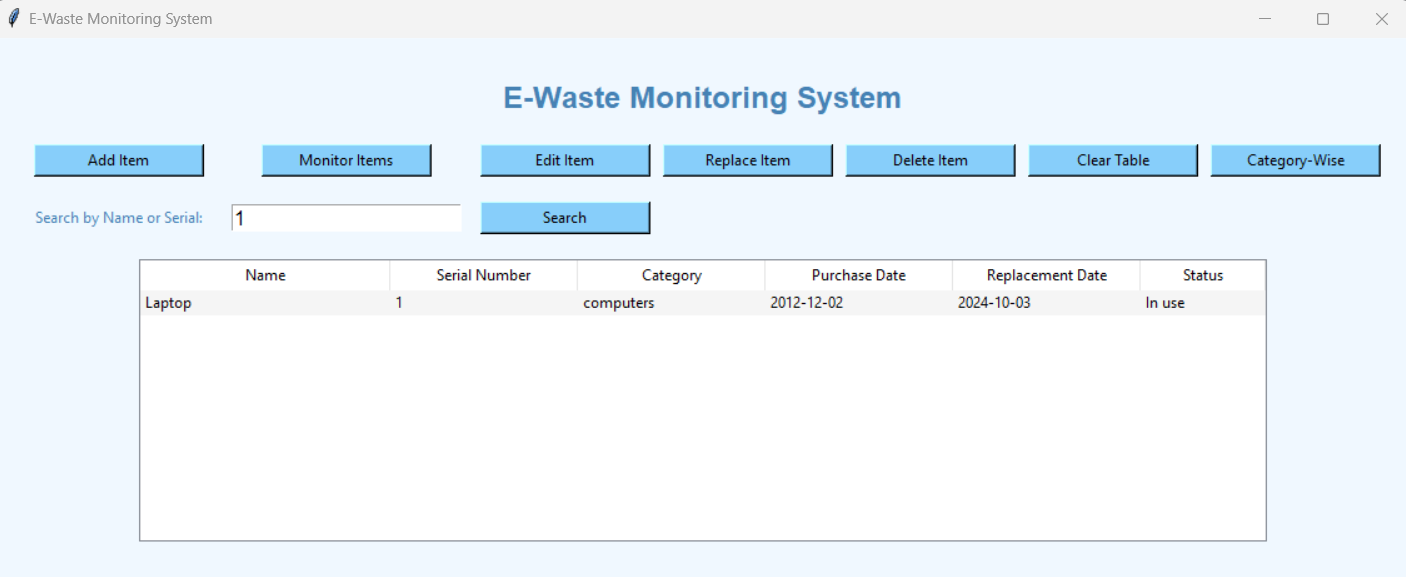 E-Waste Monitoring System
E-Waste Monitoring System
Add Item Monitor Items Edit Item Replace Item Delete Item Clear Table Category-Wise
Search by Name or Serial: 1 Search
Name Serial Number Category Purchase Date Replacement Date Status
Laptop 1 computers 2012-12-02 2024-10-03 In use